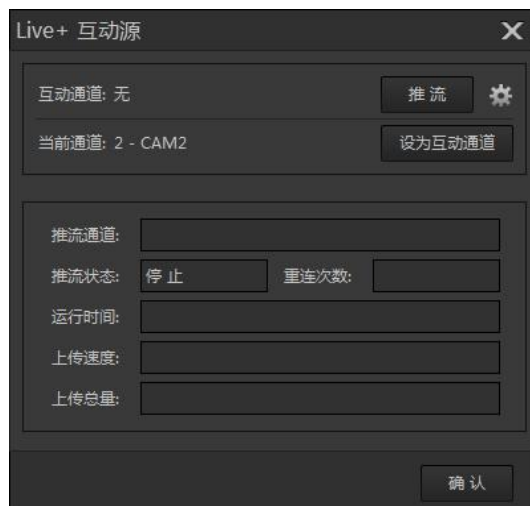 Live+ 互动源
互动通道: 无
推 流
当前通道: 2 - CAM2
设为互动通道
推流通道:
推流状态: 停 止 重连次数:
运行时间:
上传速度:
上传总量:
确 认